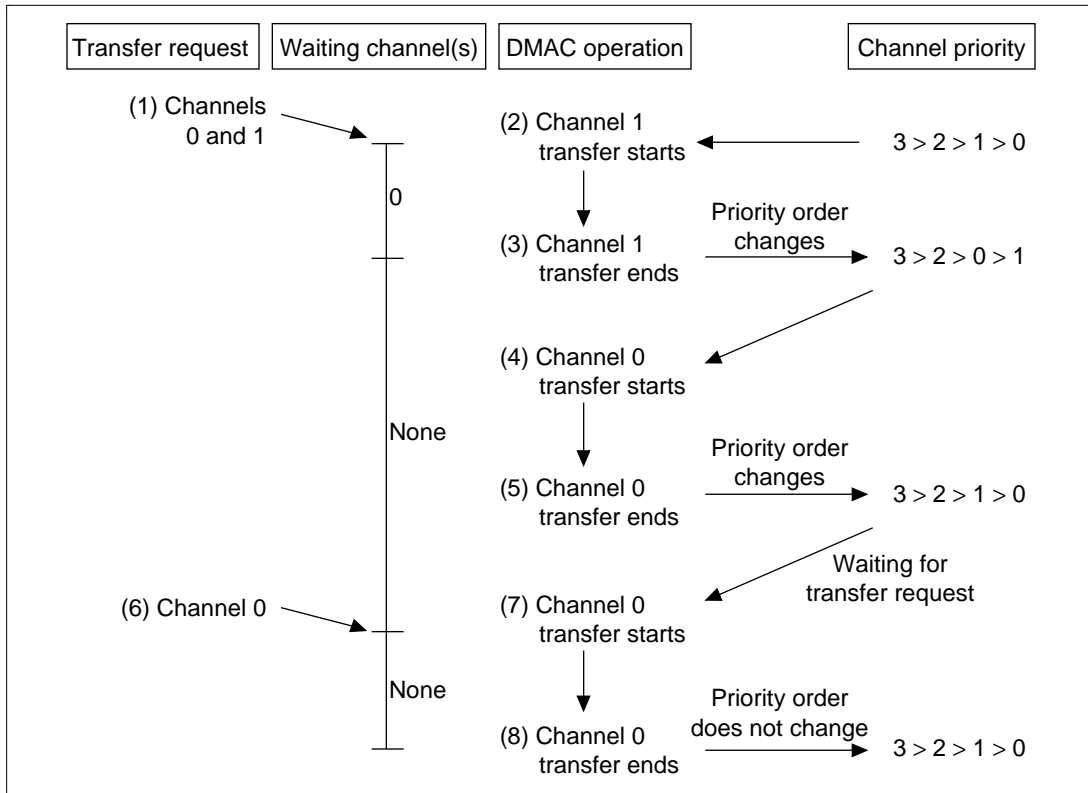 Transfer request
Waiting channel(s)
DMAC operation
Channel priority
(1) Channels
0 and 1
(2) Channel 1
transfer starts
3 > 2 > 1 > 0
0
(3) Channel 1
transfer ends
Priority order
changes
3 > 2 > 0 > 1
(4) Channel 0
transfer starts
None
(5) Channel 0
transfer ends
Priority order
changes
3 > 2 > 1 > 0
Waiting for
transfer request
(6) Channel 0
(7) Channel 0
transfer starts
None
(8) Channel 0
transfer ends
Priority order
does not change
3 > 2 > 1 > 0